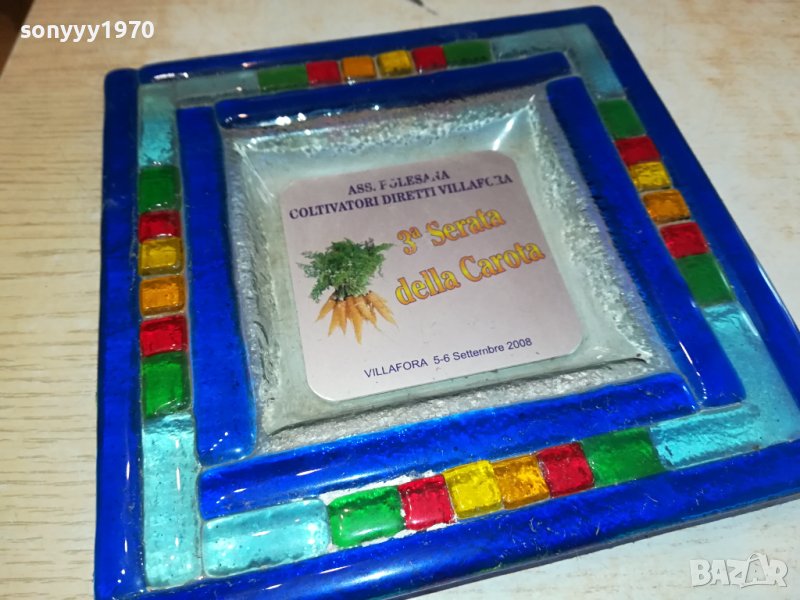 sonyyy1970
ASS. POLESANA
COLTIVATORI DIRETTI VILLAFORA
3ª Serata
della Carota
VILLAFORA 5-6 Settembre 2008
BAZAR